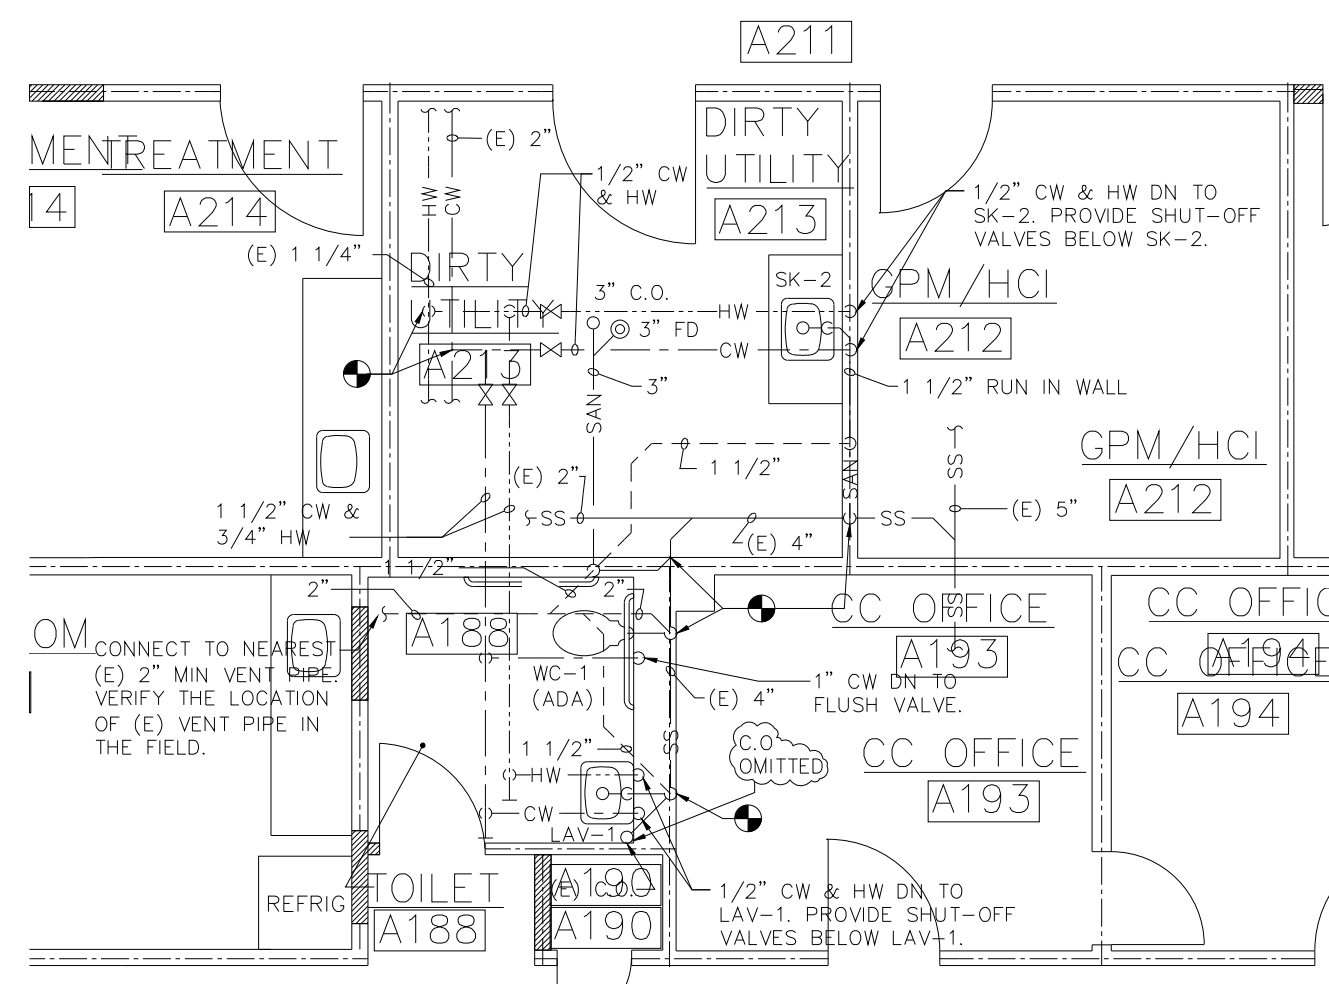 A211
DIRTY
UTILITY
A213
MENT
14
TREATMENT
A214
(E) 2"
HW
CW
1/2" CW
& HW
1/2" CW & HW DN TO
SK-2. PROVIDE SHUT-OFF
VALVES BELOW SK-2.
(E) 1 1/4"
DIRTY
UTILITY
A213
3" C.O.
3" FD
HW
CW
SK-2
GPM/HCI
A212
3"
SAN
1 1/2" RUN IN WALL
1 1/2"
SAN
SS
GPM/HCI
A212
(E) 2"
1 1/2" CW &
3/4" HW
SS
(E) 4"
SS
(E) 5"
1 1/2"
2"
2"
A188
SS
CC OFFICE
A193
CC OFFIC
A194
CC OFFICE
A194
OM
CONNECT TO NEAREST
(E) 2" MIN VENT PIPE.
VERIFY THE LOCATION
OF (E) VENT PIPE IN
THE FIELD.
WC-1
(ADA)
(E) 4"
1" CW DN TO
FLUSH VALVE.
SS
C.O
OMITTED
CC OFFICE
A193
1 1/2"
HW
CW
LAV-1
REFRIG
TOILET
A188
A190
(E) C.O.
A190
1/2" CW & HW DN TO
LAV-1. PROVIDE SHUT-OFF
VALVES BELOW LAV-1.